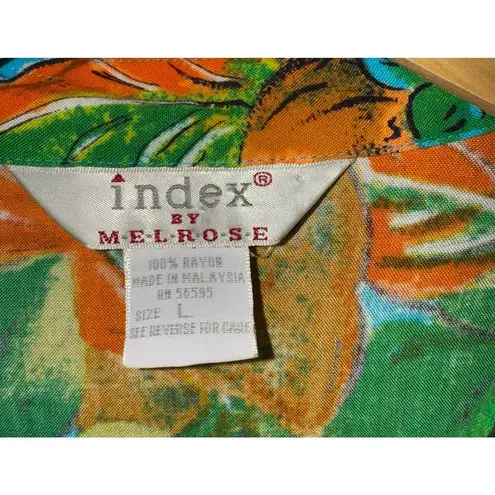 index®
BY
M·E·L·R·O·S·E
100% RAYON
MADE IN MALAYSIA
RN 56595
SIZE L
SEE REVERSE FOR CARE